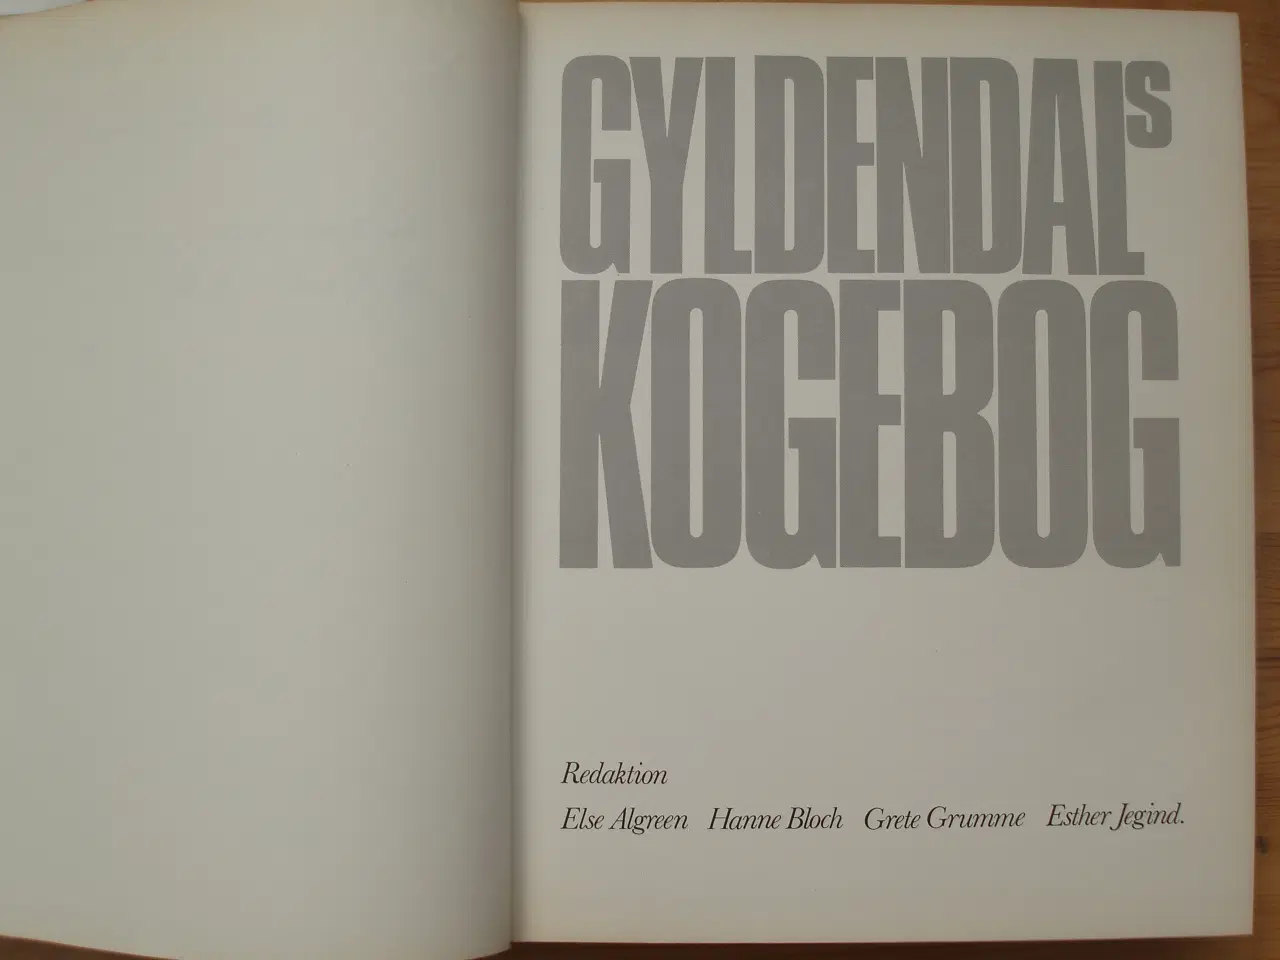 GYLDENDALS
KOGEBOG
Redaktion
Else Algreen Hanne Bloch Grete Grumme Esther Jegind.